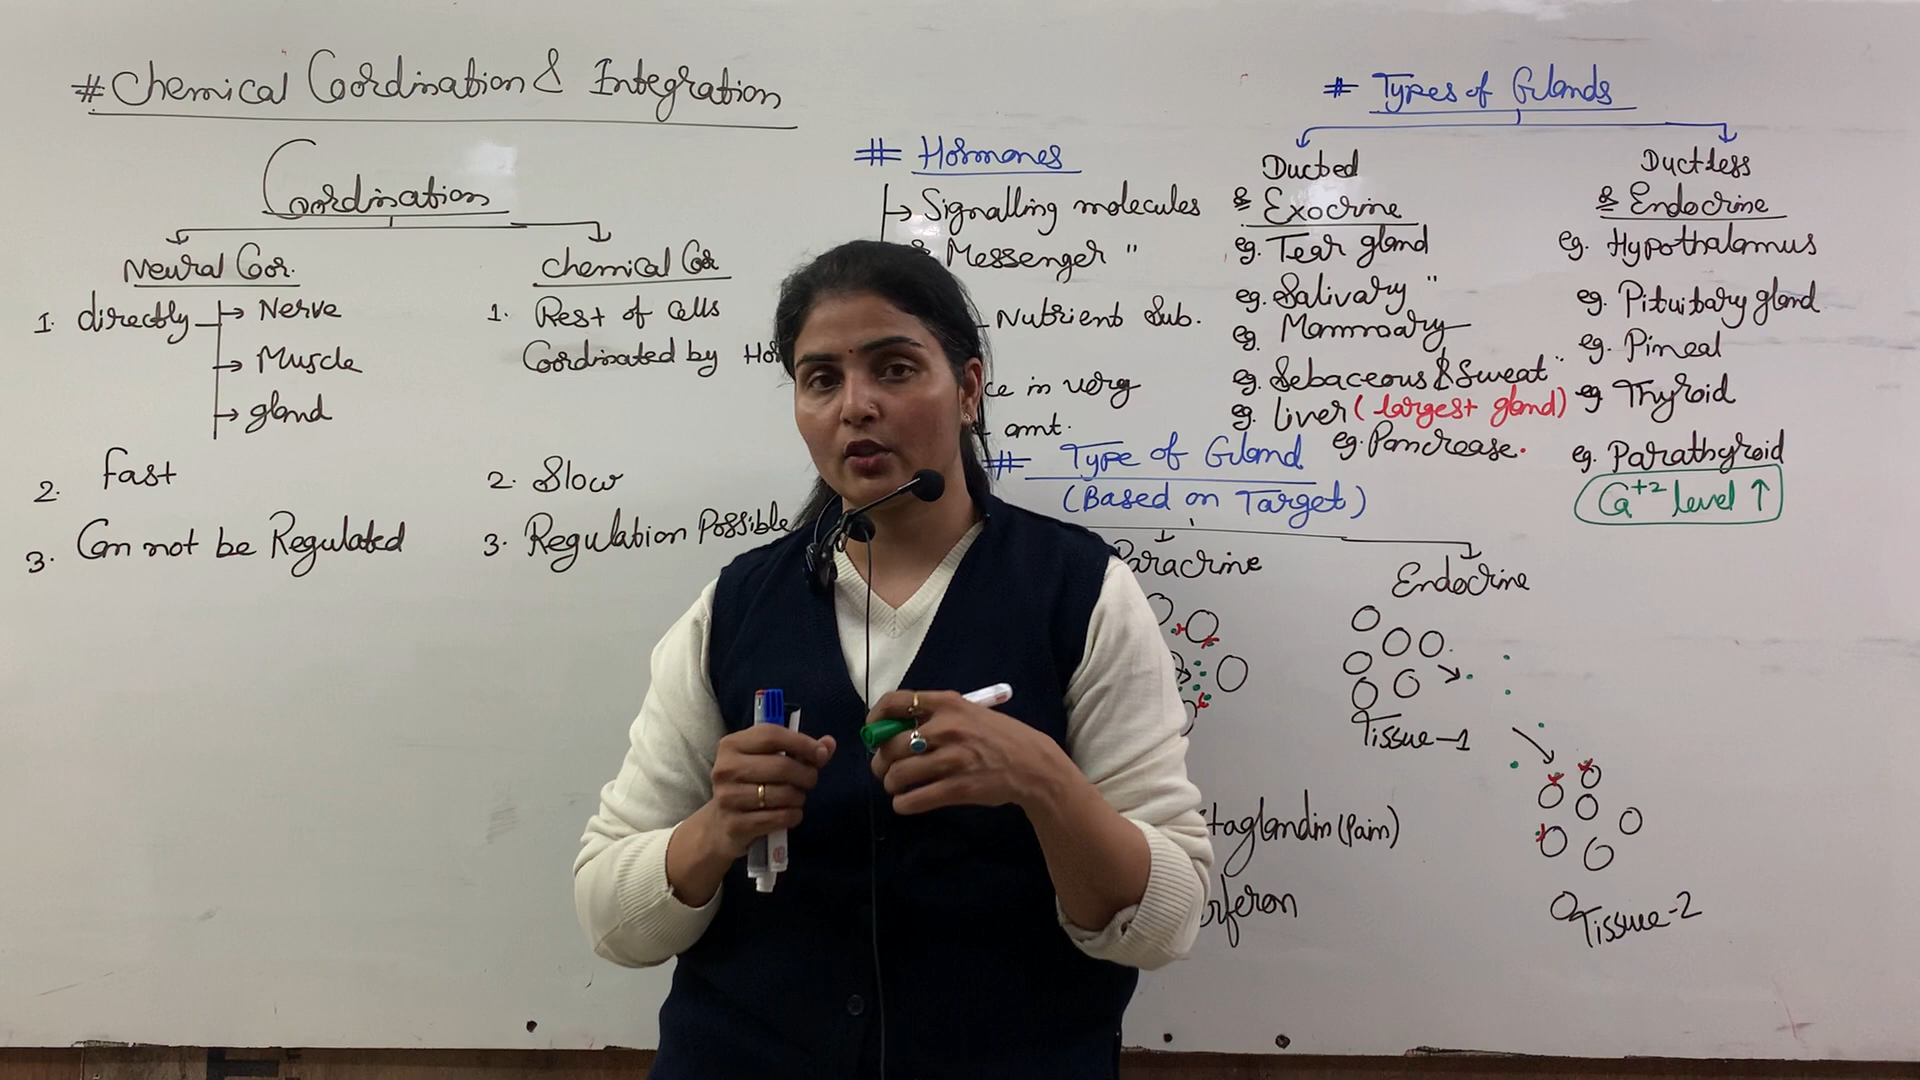 # Chemical Coordination & Integration
Coordination
Neural Cor.
1. directly → Nerve
→ Muscle
→ gland
2. Fast
3. Can not be Regulated
chemical Cor
1. Rest of cells
Coordinated by
2. Slow
3. Regulation Possible
# Hormones
→ Signalling molecules
& Messenger "
Nutrient Sub.
in very
amt.
# Types of Glands
Ducted
& Exocrine
eg. Tear gland
eg. Salivary "
eg. Mammary
eg. Sebaceous & Sweat "
eg. Liver (largest gland)
eg. Pancrease.
Ductless
& Endocrine
eg. Hypothalamus
eg. Pituitary gland
eg. Pineal
eg Thyroid
eg. Parathyroid
Ca+2 level ↑
# Type of Gland
(Based on Target)
Paracrine
Endocrine
Tissue-1
Tissue-2
(Pain)